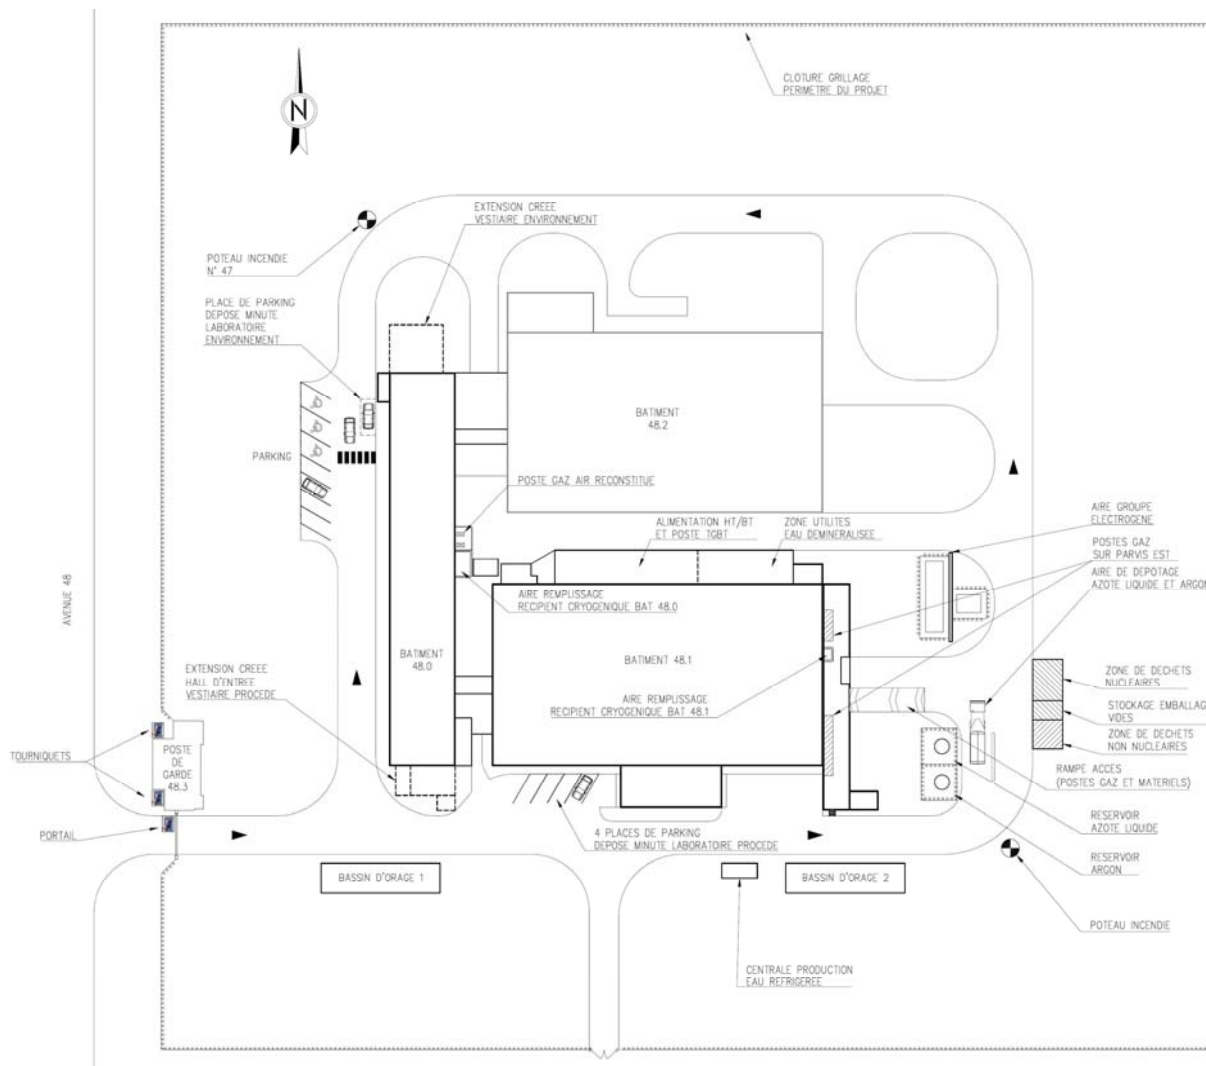 CLOTURE GRILLAGE
PERIMETRE DU PROJET
N
EXTENSION CREEE
VESTIAIRE ENVIRONNEMENT
POTEAU INCENDIE
N° 47
PLACE DE PARKING
DEPOSE MINUTE
LABORATOIRE
ENVIRONNEMENT
BATIMENT
48.2
PARKING
POSTE GAZ AIR RECONSTITUE
ALIMENTATION HT/BT
ET POSTE TGBT
ZONE UTILITES
EAU DEMINERALISEE
AIRE GROUPE
ELECTROGENE
POSTES GAZ
SUR PARVIS EST
AIRE DE DEPOTAGE
AZOTE LIQUIDE ET ARGON
AVENUE 48
AIRE REMPLISSAGE
RECIPIENT CRYOGENIQUE BAT 48.0
BATIMENT
48.0
BATIMENT 48.1
EXTENSION CREEE
HALL D'ENTREE
VESTIAIRE PROCEDE
AIRE REMPLISSAGE
RECIPIENT CRYOGENIQUE BAT 48.1
ZONE DE DECHETS
NUCLEAIRES
STOCKAGE EMBALLAG
VIDES
ZONE DE DECHETS
NON NUCLEAIRES
TOURNIQUETS
POSTE
DE
GARDE
48.3
RAMPE ACCES
(POSTES GAZ ET MATERIELS)
PORTAIL
RESERVOIR
AZOTE LIQUIDE
4 PLACES DE PARKING
DEPOSE MINUTE LABORATOIRE PROCEDE
RESERVOIR
ARGON
BASSIN D'ORAGE 1
BASSIN D'ORAGE 2
POTEAU INCENDIE
CENTRALE PRODUCTION
EAU REFRIGEREE